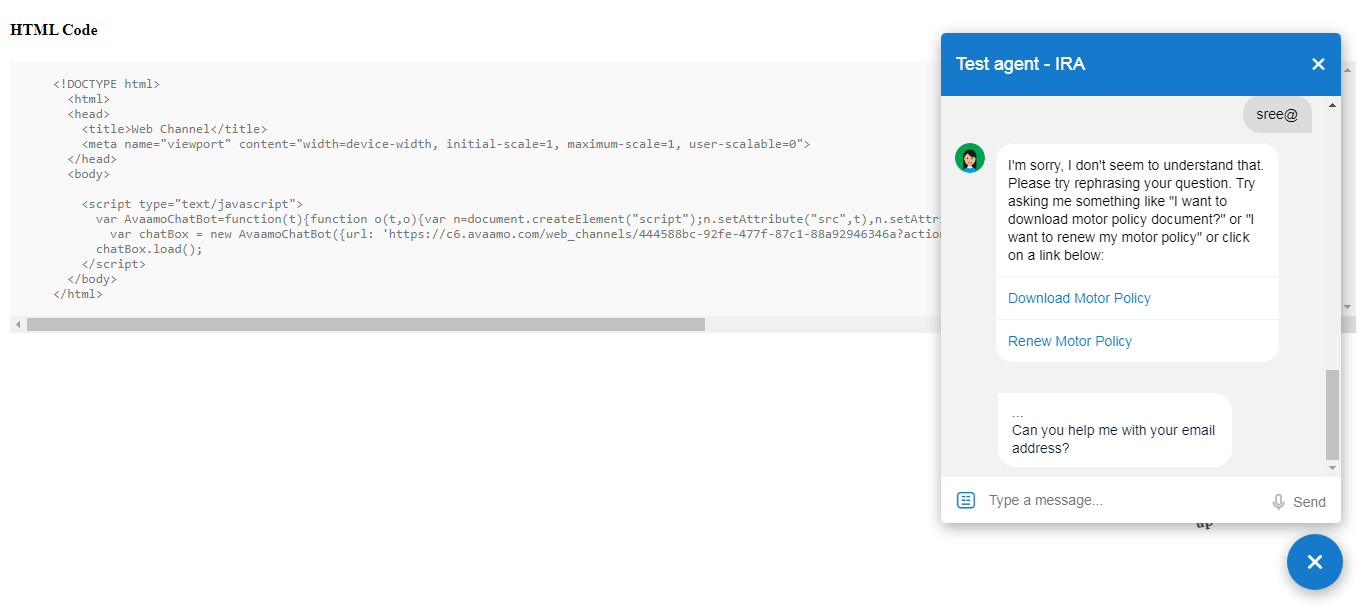 HTML Code
<!DOCTYPE html>
<html>
<head>
<title>Web Channel</title>
<meta name="viewport" content="width=device-width, initial-scale=1, maximum-scale=1, user-scalable=0">
</head>
<body>
<script type="text/javascript">
var AvaamoChatBot=function(t){function o(t,o){var n=document.createElement("script");n.setAttribute("src",t),n.setAttri
var chatBox = new AvaamoChatBot({url: 'https://c6.avaamo.com/web_channels/444588bc-92fe-477f-87c1-88a92946346a?action
chatBox.load();
</script>
</body>
</html>
Test agent - IRA
sree@
I'm sorry, I don't seem to understand that.
Please try rephrasing your question. Try
asking me something like "I want to
download motor policy document?" or "I
want to renew my motor policy" or click
on a link below:
Download Motor Policy
Renew Motor Policy
...
Can you help me with your email
address?
Type a message...
Send
up